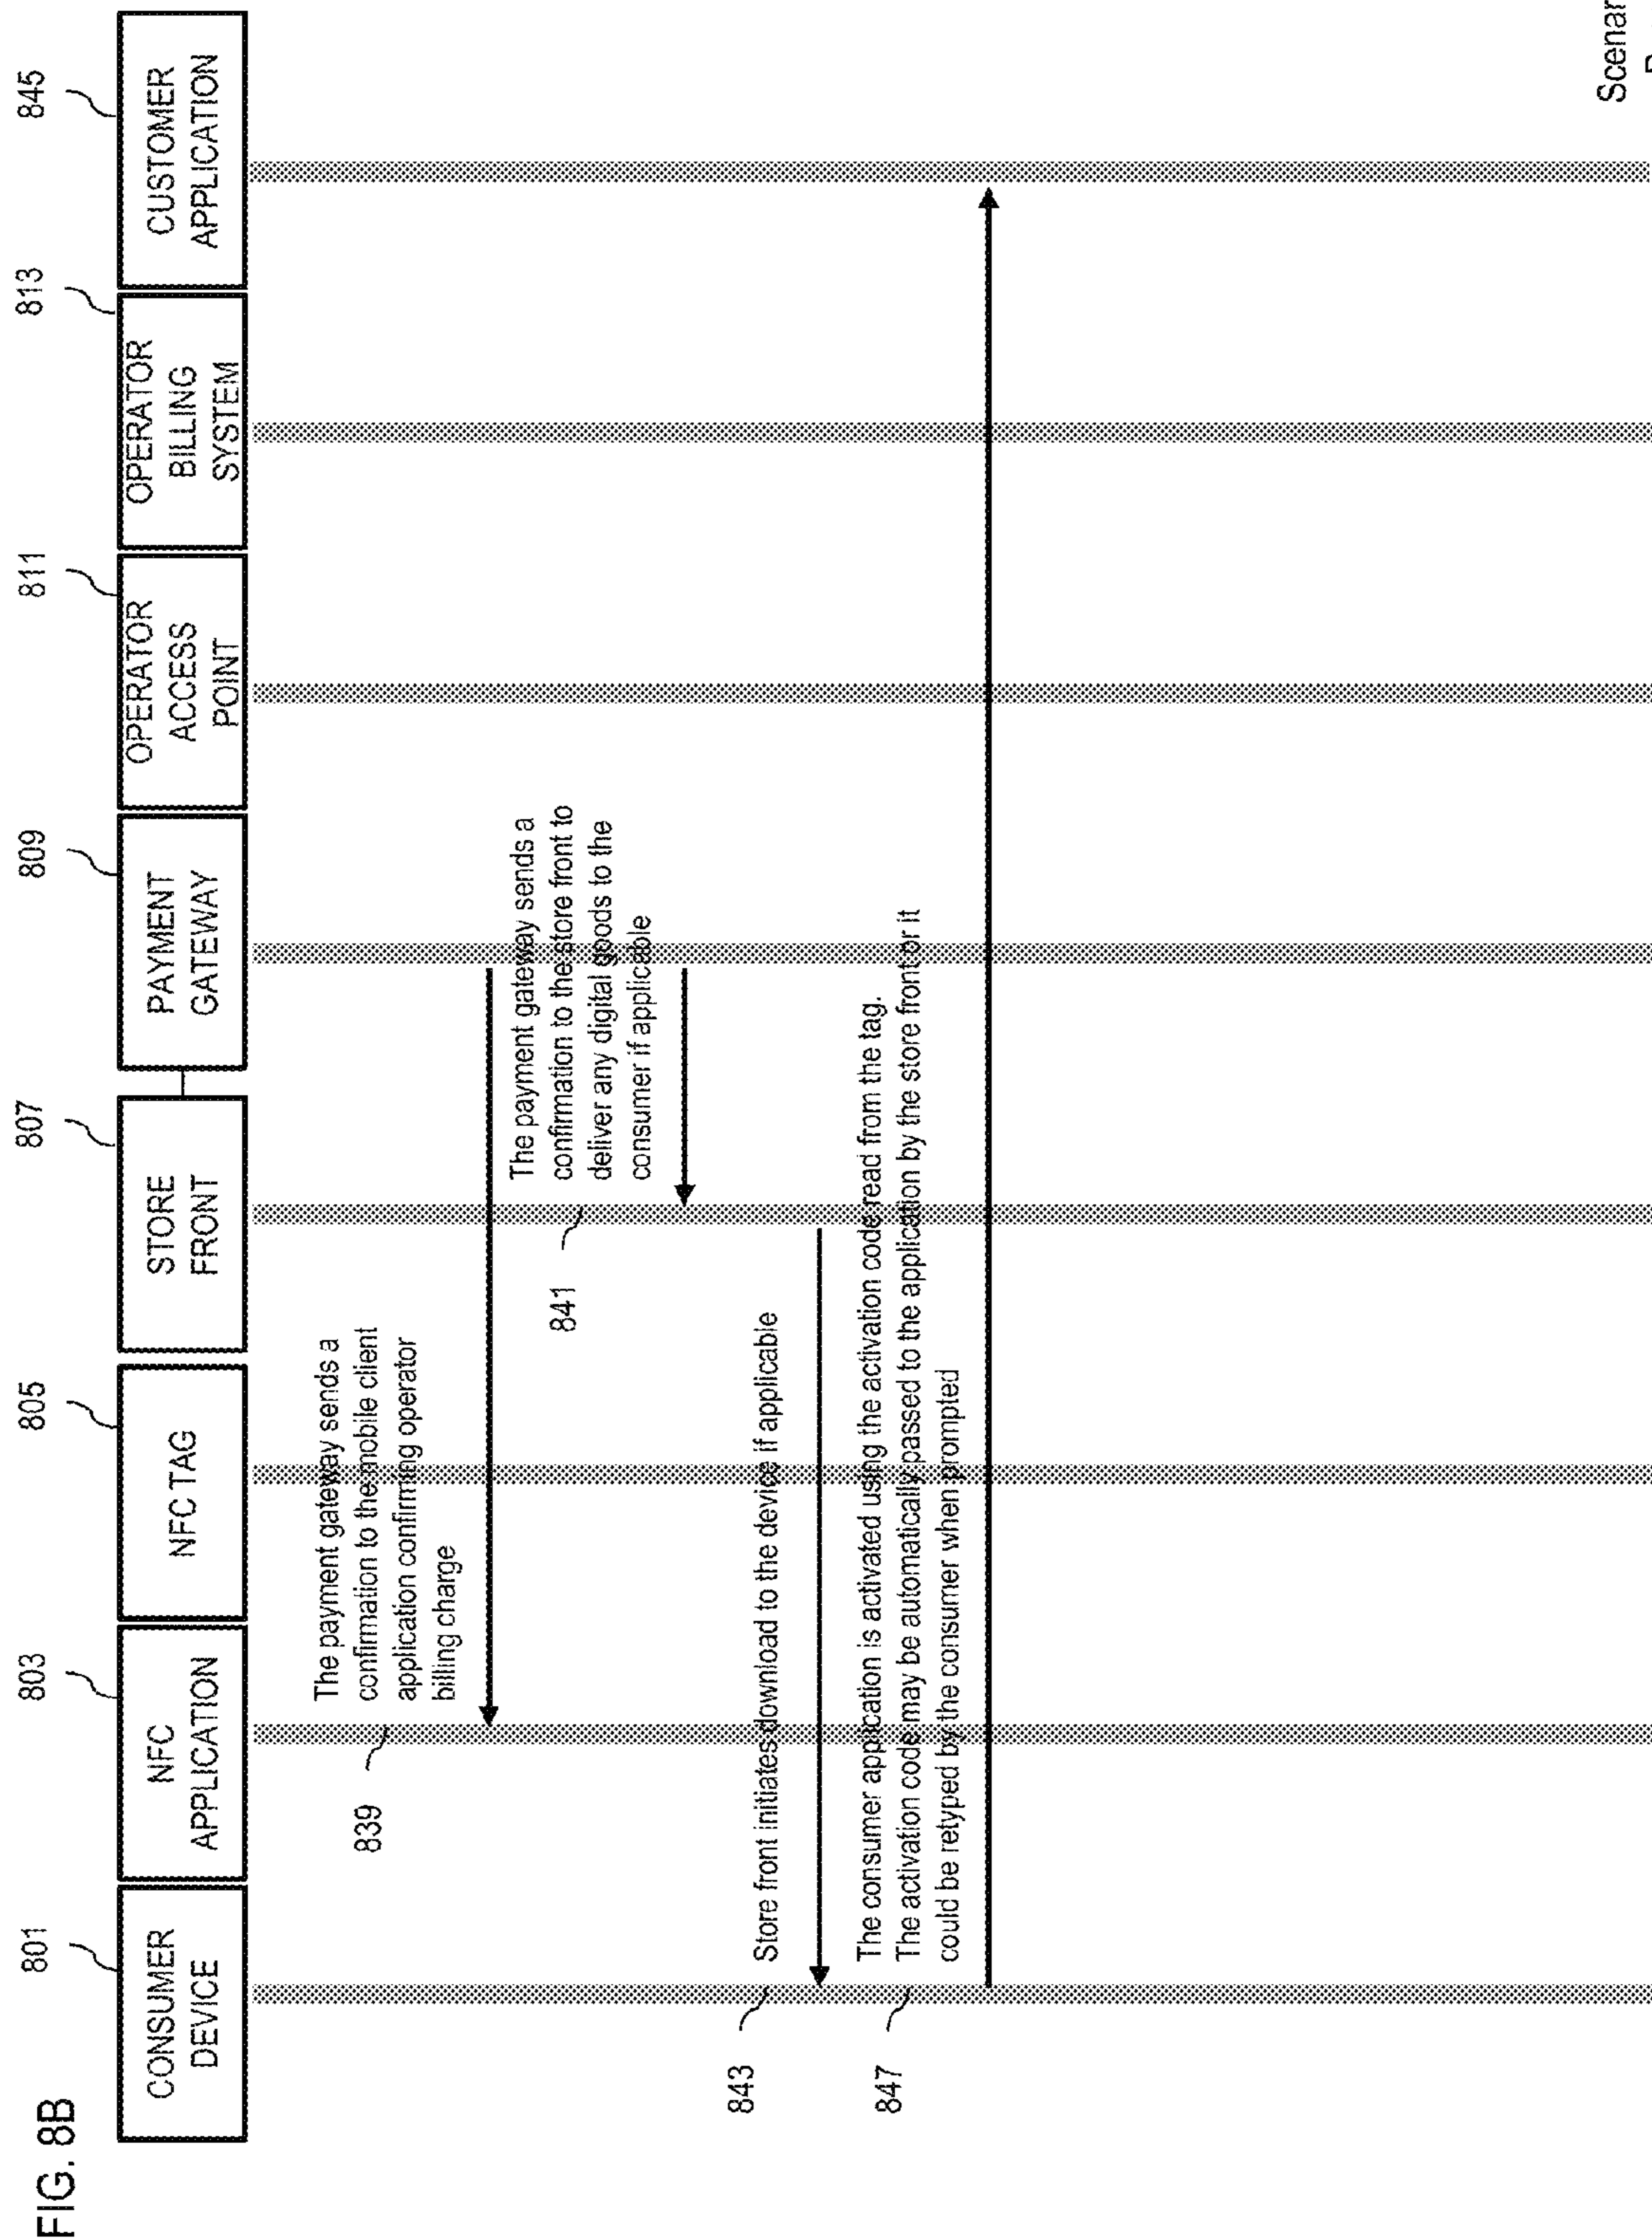 FIG. 8B
801
803
805
807
809
811
813
845
CONSUMER
DEVICE
NFC
APPLICATION
NFC TAG
STORE
FRONT
PAYMENT
GATEWAY
OPERATOR
ACCESS
POINT
OPERATOR
BILLING
SYSTEM
CUSTOMER
APPLICATION
839
The payment gateway sends a
confirmation to the mobile client
application confirming operator
billing charge
841
The payment gateway sends a
confirmation to the store front to
deliver any digital goods to the
consumer if applicable
843
Store front initiates download to the device if applicable
847
The consumer application is activated using the activation code read from the tag.
The activation code may be automatically passed to the application by the store front or it
could be retyped by the consumer when prompted